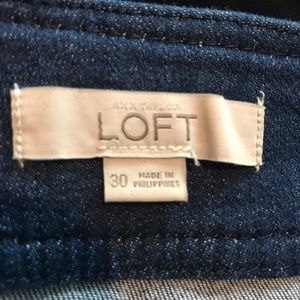 ANN TAYLOR
LOFT
30
MADE IN
PHILIPPINES